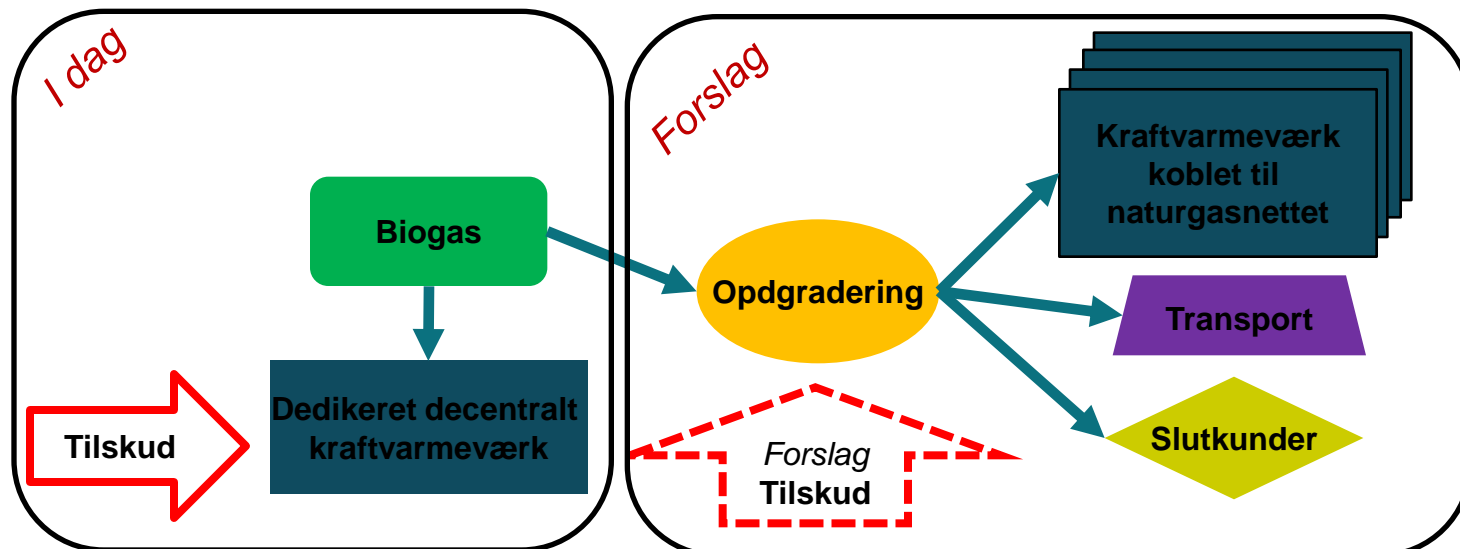 I dag
Biogas
Dedikeret decentralt
kraftvarmeværk
Tilskud
Forslag
Opdgradering
Forslag
Tilskud
Kraftvarmeværk
koblet til
naturgasnettet
Transport
Slutkunder